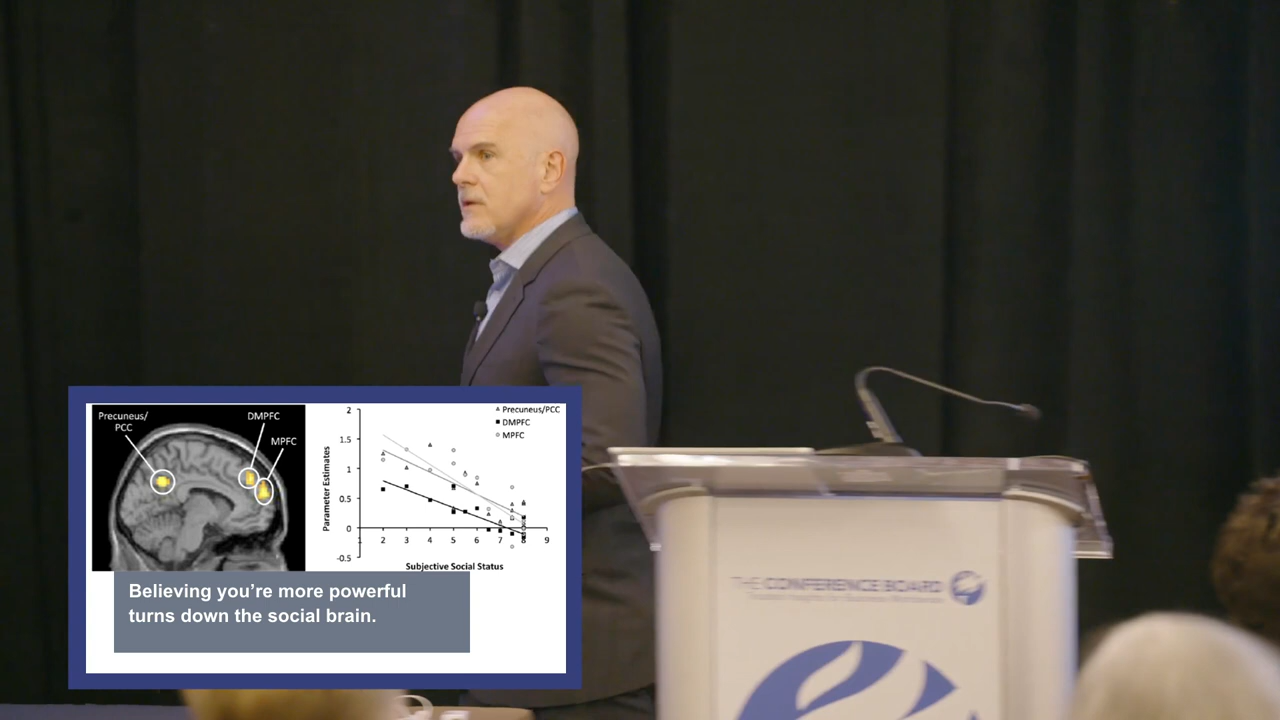 Precuneus/
PCC
DMPFC
MPFC
2
1.5
1
0.5
0
-0.5
Parameter Estimates
1 2 3 4 5 6 7 8 9
Subjective Social Status
Precuneus/PCC
DMPFC
MPFC
Believing you’re more powerful
turns down the social brain.
THE CONFERENCE BOARD